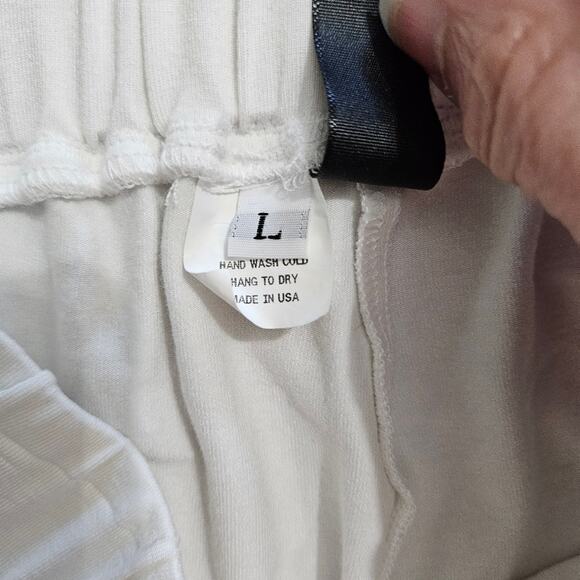 L
HAND WASH COLD
HANG TO DRY
MADE IN USA